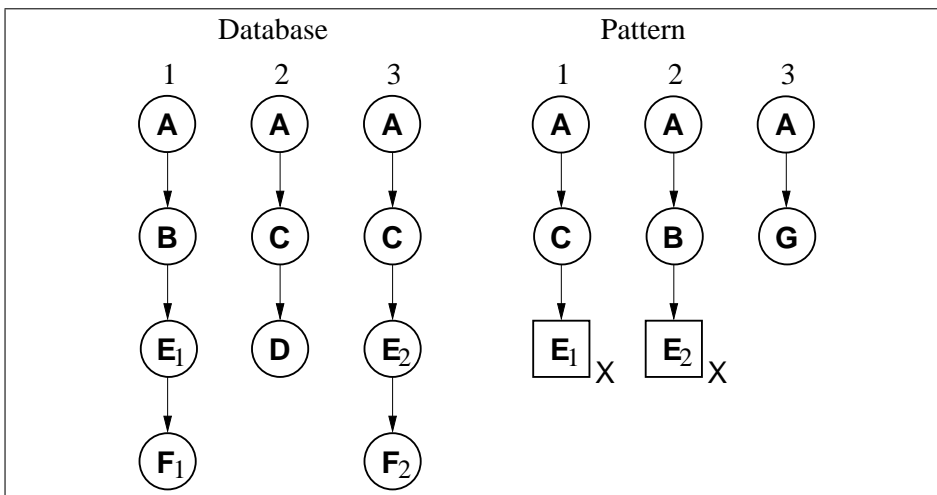 Database Pattern
1 2 3 1 2 3
A A A A A A
B C C C B G
E1 D E2 E1 X E2 X
F1 F2